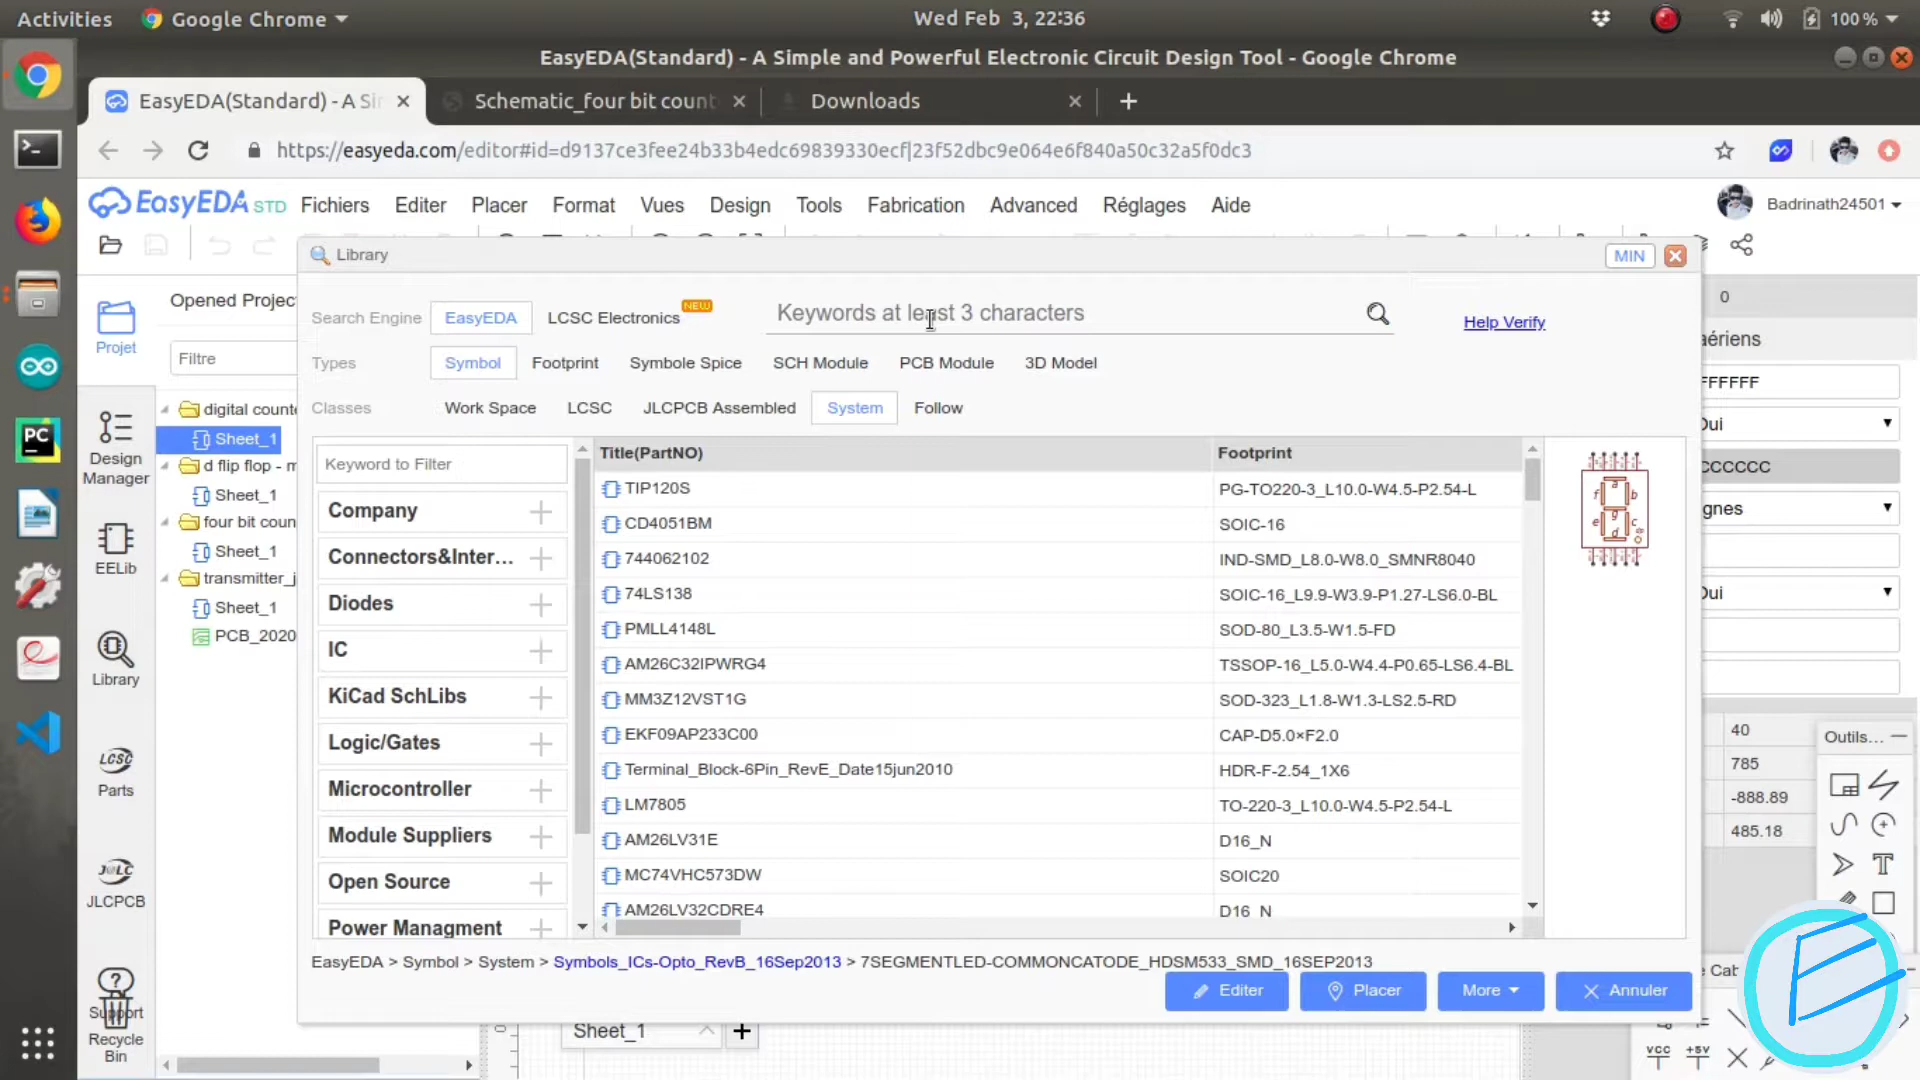 Activities
Google Chrome
Wed Feb 3, 22:36
100 %
EasyEDA(Standard) - A Simple and Powerful Electronic Circuit Design Tool - Google Chrome
EasyEDA(Standard) - A Sir
Schematic_four bit count
Downloads
https://easyeda.com/editor#id=d9137ce3fee24b33b4edc69839330ecf|23f52dbc9e064e6f840a50c32a5f0dc3
EasyEDA STD
Fichiers
Editer
Placer
Format
Vues
Design
Tools
Fabrication
Advanced
Réglages
Aide
Badrinath24501
Library
MIN
Opened Project
0
Search Engine
EasyEDA
LCSC Electronics
NEW
Keywords at least 3 characters
Help Verify
Projet
Filtre
Types
Symbol
Footprint
Symbole Spice
SCH Module
PCB Module
3D Model
aériens
FFFFFF
Classes
Work Space
LCSC
JLCPCB Assembled
System
Follow
digital counte
Sheet_1
d flip flop - m
Sheet_1
four bit coun
Sheet_1
transmitter_j
Sheet_1
PCB_2020
Oui
CCCCCC
gnes
Oui
Design
Manager
EELib
Library
LCSC
Parts
JLC
JLCPCB
Support
Recycle
Bin
Keyword to Filter
Company
Connectors&Inter...
Diodes
IC
KiCad SchLibs
Logic/Gates
Microcontroller
Module Suppliers
Open Source
Power Managment
Title(PartNO)
Footprint
TIP120S
PG-TO220-3_L10.0-W4.5-P2.54-L
CD4051BM
SOIC-16
744062102
IND-SMD_L8.0-W8.0_SMNR8040
74LS138
SOIC-16_L9.9-W3.9-P1.27-LS6.0-BL
PMLL4148L
SOD-80_L3.5-W1.5-FD
AM26C32IPWRG4
TSSOP-16_L5.0-W4.4-P0.65-LS6.4-BL
MM3Z12VST1G
SOD-323_L1.8-W1.3-LS2.5-RD
EKF09AP233C00
CAP-D5.0×F2.0
Terminal_Block-6Pin_RevE_Date15jun2010
HDR-F-2.54_1X6
LM7805
TO-220-3_L10.0-W4.5-P2.54-L
AM26LV31E
D16_N
MC74VHC573DW
SOIC20
AM26LV32CDRE4
D16_N
a
f b
g
e c
d
40
785
-888.89
485.18
Outils...
EasyEDA > Symbol > System > Symbols_ICs-Opto_RevB_16Sep2013 > 7SEGMENTLED-COMMONCATODE_HDSM533_SMD_16SEP2013
Editer
Placer
More
Annuler
Sheet_1
Cab
VCC
+5V
PC